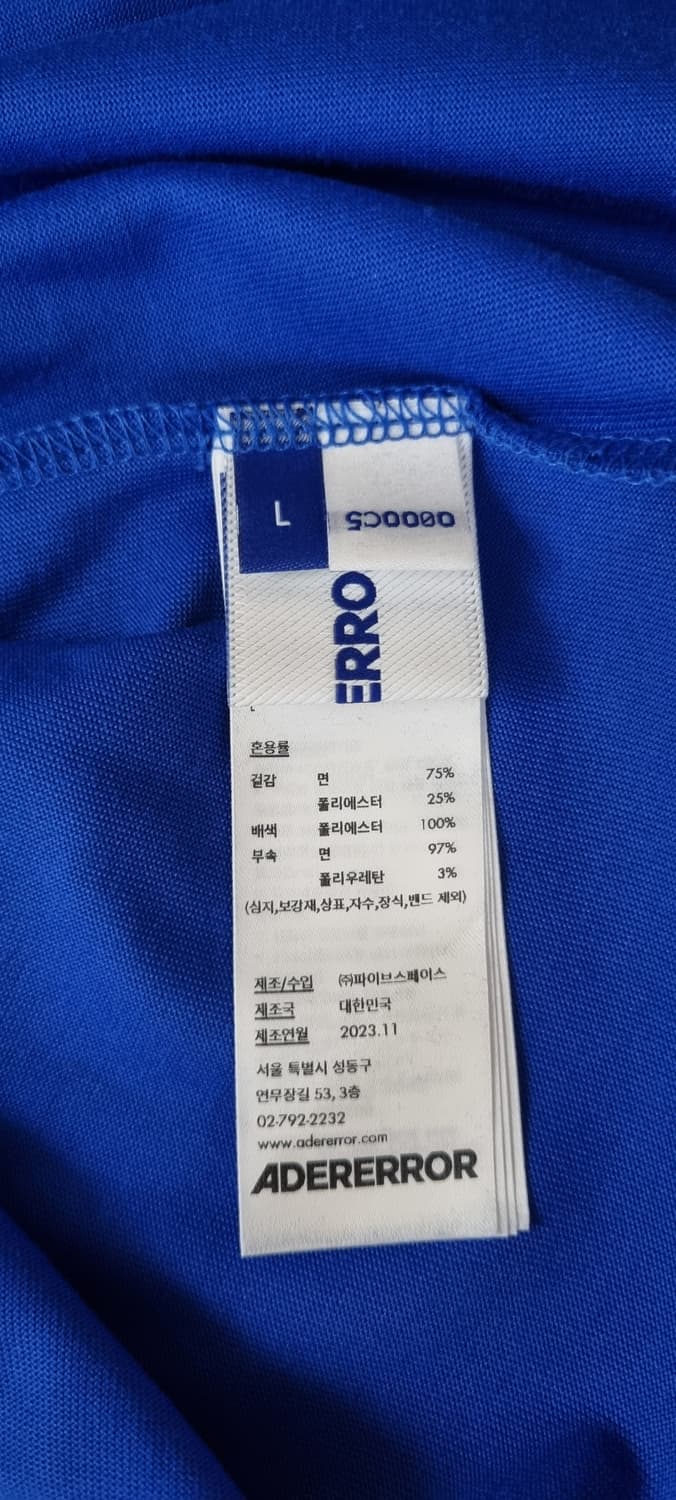 L
ERRO
혼용률
겉감 면 75%
폴리에스터 25%
배색 폴리에스터 100%
부속 면 97%
폴리우레탄 3%
(심지,보강재,상표,자수,장식,밴드 제외)
제조/수입 ㈜파이브스페이스
제조국 대한민국
제조연월 2023.11
서울 특별시 성동구
연무장길 53, 3층
02-792-2232
www.adererror.com
ADERERROR